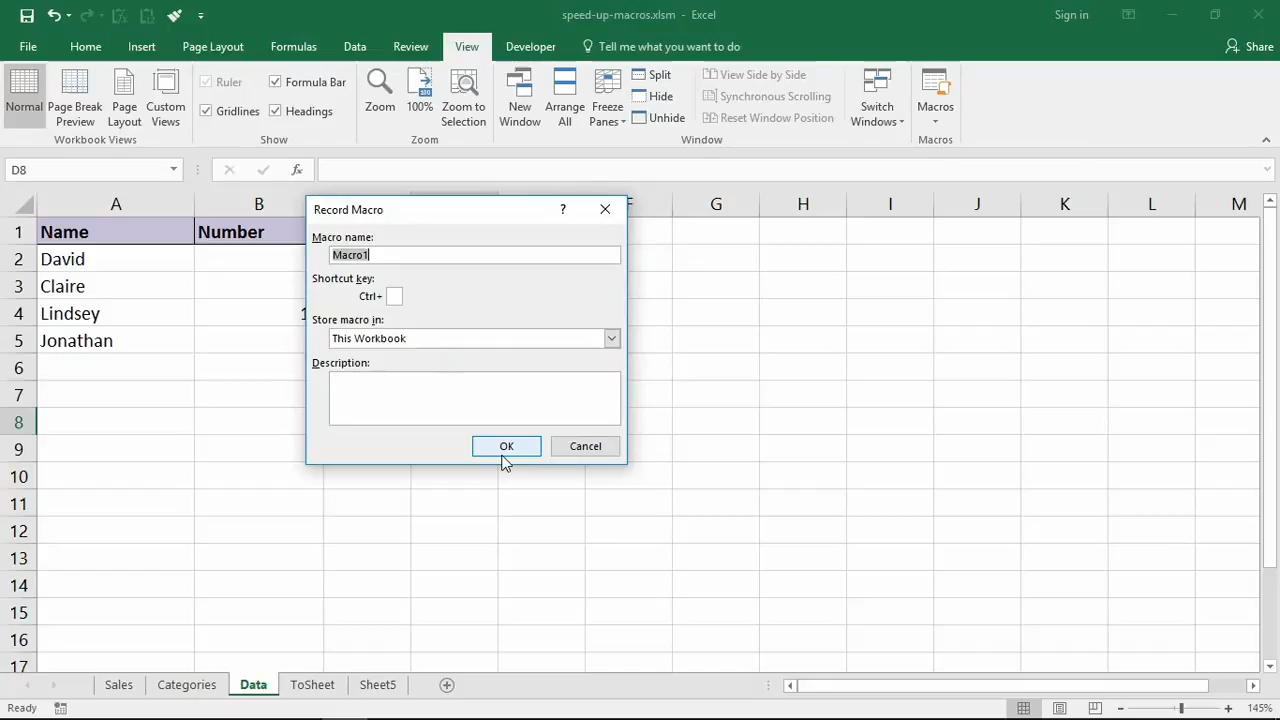 speed-up-macros.xlsm - Excel
Sign in
File Home Insert Page Layout Formulas Data Review View Developer Tell me what you want to do Share
Normal Page Break Preview Page Layout Custom Views
Ruler Formula Bar
Gridlines Headings
Zoom 100% Zoom to Selection
New Window Arrange All Freeze Panes
Split
Hide
Unhide
View Side by Side
Synchronous Scrolling
Reset Window Position
Switch Windows
Macros
Workbook Views Show Zoom Window Macros
D8 fx
A B F G H I J K L M
1 Name Number
2 David
3 Claire
4 Lindsey 1
5 Jonathan
6
7
8
9
10
11
12
13
14
15
16
17
Record Macro ?
Macro name:
Macro1
Shortcut key:
Ctrl+
Store macro in:
This Workbook
Description:
OK Cancel
Sales Categories Data ToSheet Sheet5
Ready 145%